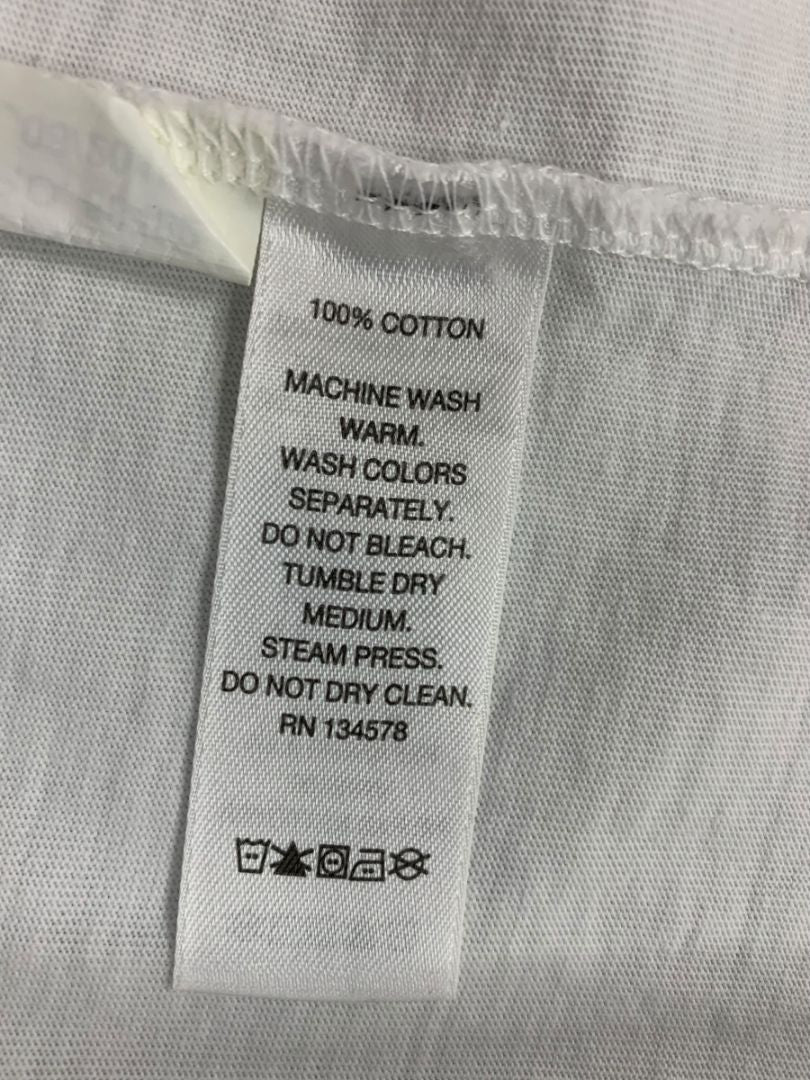 100% COTTON
MACHINE WASH
WARM.
WASH COLORS
SEPARATELY.
DO NOT BLEACH.
TUMBLE DRY
MEDIUM.
STEAM PRESS.
DO NOT DRY CLEAN.
RN 134578